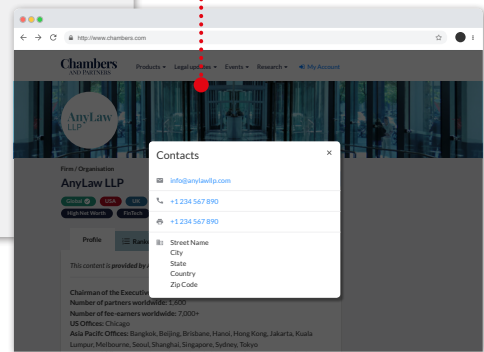 http://www.chambers.com
Chambers
AND PARTNERS
Products Legal updates Events Research My Account
AnyLaw
LLP
Contacts ×
info@anylawllp.com
+1 234 567 890
+1 234 567 890
Street Name
City
State
Country
Zip Code
Firm / Organisation
AnyLaw LLP
Global USA UK
High Net Worth FinTech
Profile Ranke
This content is provided by
Chairman of the Executive
Number of partners worldwide: 1,600
Number of fee-earners worldwide: 7,000+
US Offices: Chicago
Asia Pacific Offices: Bangkok, Beijing, Brisbane, Hanoi, Hong Kong, Jakarta, Kuala
Lumpur, Melbourne, Seoul, Shanghai, Singapore, Sydney, Tokyo